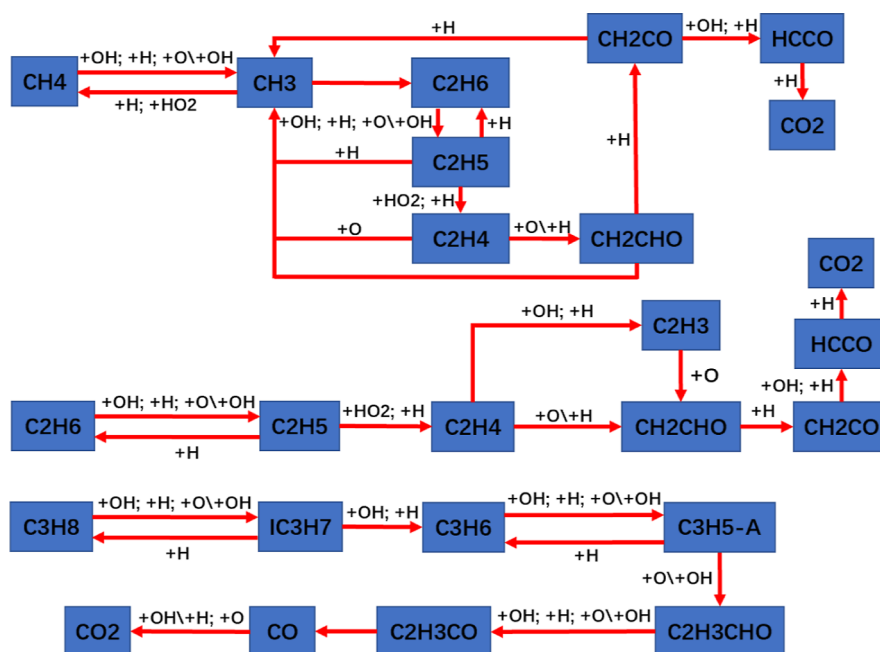 +H
CH2CO
+OH; +H
HCCO
CH4
+OH; +H; +O\+OH
CH3
C2H6
+H; +HO2
+H
CO2
+OH; +H; +O\+OH
+H
+H
C2H5
+H
+HO2; +H
+O
C2H4
+O\+H
CH2CHO
CO2
+H
+OH; +H
C2H3
HCCO
+O
+OH; +H
C2H6
+OH; +H; +O\+OH
C2H5
+HO2; +H
C2H4
+O\+H
CH2CHO
+H
CH2CO
+H
C3H8
+OH; +H; +O\+OH
IC3H7
+OH; +H
C3H6
+OH; +H; +O\+OH
C3H5-A
+H
+H
+O\+OH
CO2
+OH\+H; +O
CO
C2H3CO
+OH; +H; +O\+OH
C2H3CHO